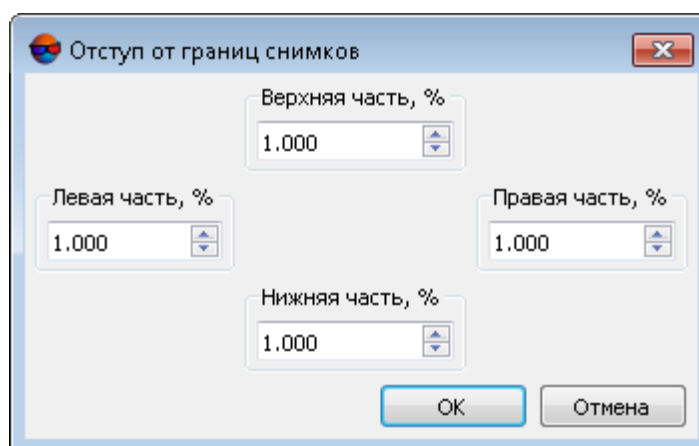 Отступ от границ снимков
Верхняя часть, %
1.000
Левая часть, %
Правая часть, %
1.000
1.000
Нижняя часть, %
1.000
OK
Отмена